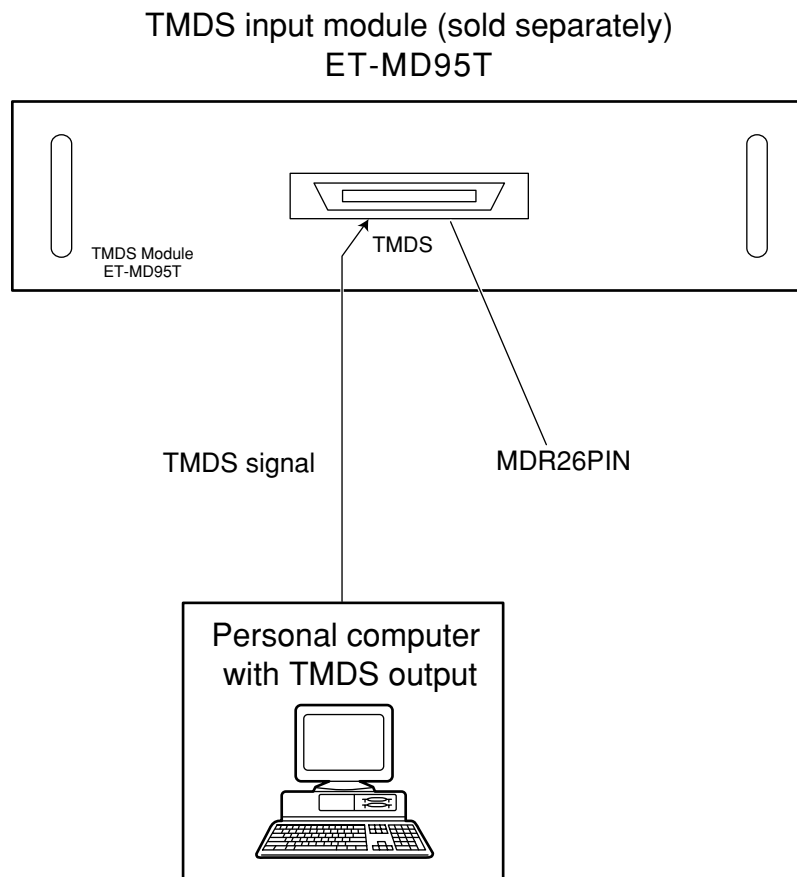 TMDS input module (sold separately)
ET-MD95T
TMDS
TMDS Module
ET-MD95T
TMDS signal
MDR26PIN
Personal computer
with TMDS output